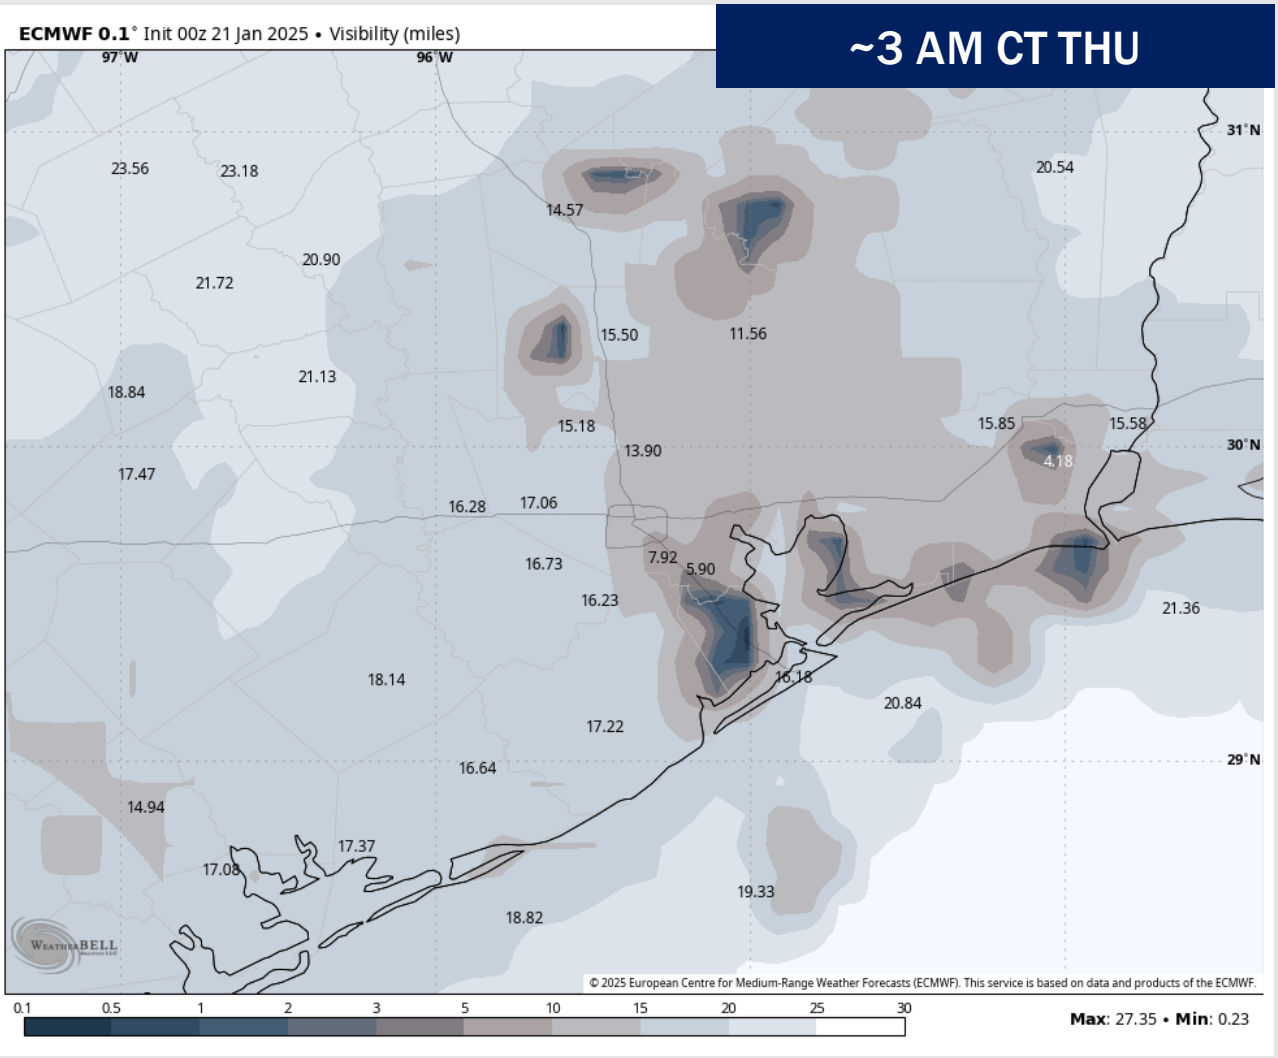 ECMWF 0.1° Init 00z 21 Jan 2025 • Visibility (miles)
~3 AM CT THU
97°W 96°W
31°N
23.56 23.18 20.54
14.57
20.90
21.72
15.50 11.56
21.13
18.84
15.18 15.85 15.58
13.90 30°N
17.47 4.18
16.28 17.06
16.73 7.92 5.90
16.23 21.36
18.14 16.18
20.84
17.22
16.64 29°N
14.94
17.37
17.08
19.33
18.82
WEATHERBELL
© 2025 European Centre for Medium-Range Weather Forecasts (ECMWF). This service is based on data and products of the ECMWF.
0.1 0.5 1 2 3 5 10 15 20 25 30
Max: 27.35 • Min: 0.23